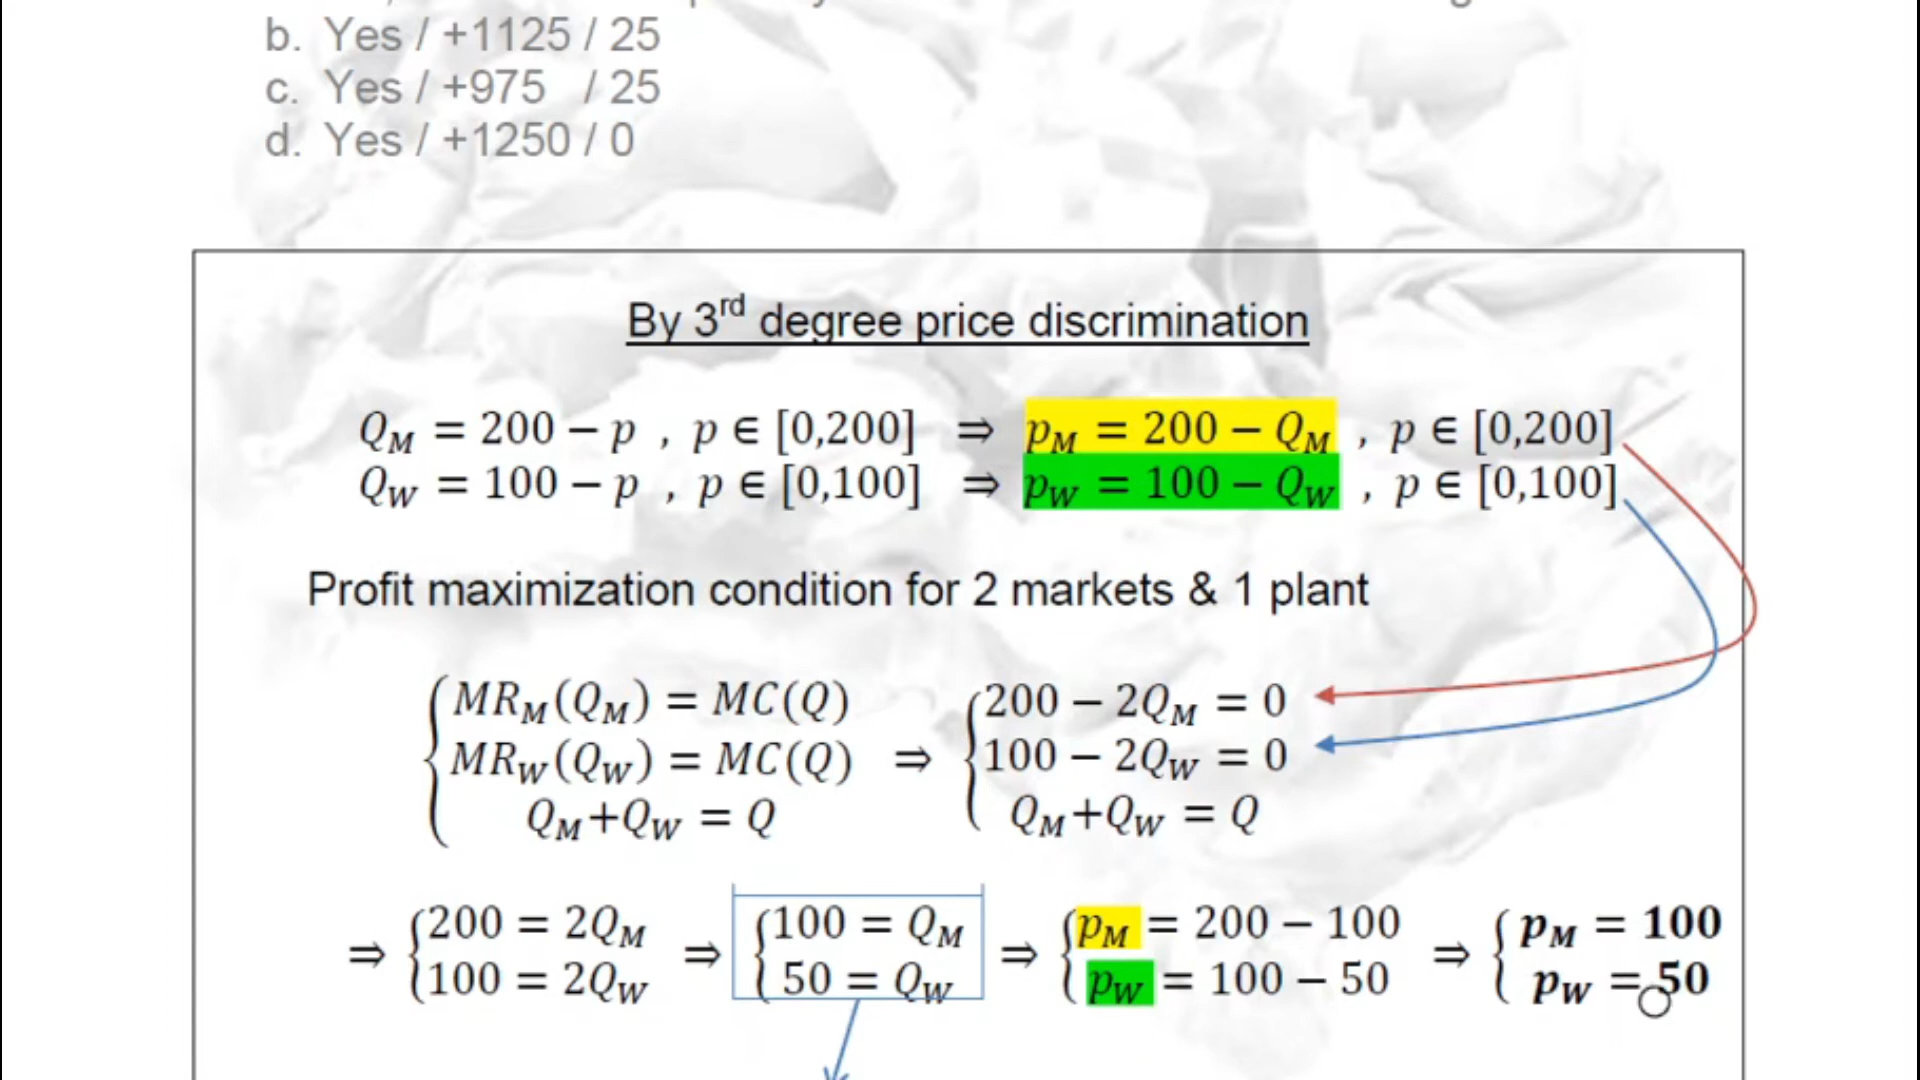 b. Yes / +1125 / 25
c. Yes / +975 / 25
d. Yes / +1250 / 0
By 3rd degree price discrimination
Q_M = 200 − p , p ∈ [0,200] ⇒ p_M = 200 − Q_M , p ∈ [0,200]
Q_W = 100 − p , p ∈ [0,100] ⇒ p_W = 100 − Q_W , p ∈ [0,100]
Profit maximization condition for 2 markets & 1 plant
{ MR_M(Q_M) = MC(Q) { 200 − 2Q_M = 0
MR_W(Q_W) = MC(Q) ⇒ 100 − 2Q_W = 0
Q_M+Q_W = Q Q_M+Q_W = Q
⇒ { 200 = 2Q_M ⇒ { 100 = Q_M ⇒ { p_M = 200 − 100 ⇒ { p_M = 100
100 = 2Q_W 50 = Q_W p_W = 100 − 50 p_W = 50